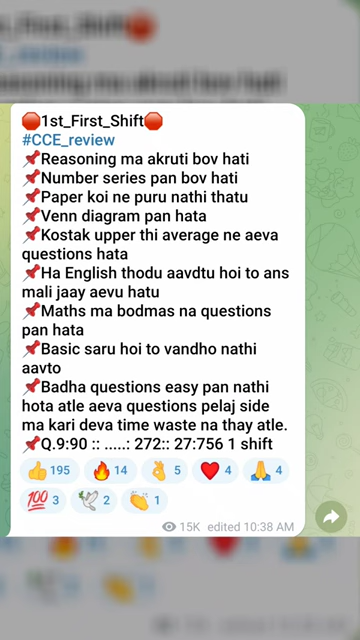 🛑1st_First_Shift🛑
#CCE_review
📌Reasoning ma akruti bov hati
📌Number series pan bov hati
📌Paper koi ne puru nathi thatu
📌Venn diagram pan hata
📌Kostak upper thi average ne aeva
questions hata
📌Ha English thodu aavdtu hoi to ans
mali jaay aevu hatu
📌Maths ma bodmas na questions
pan hata
📌Basic saru hoi to vandho nathi
aavto
📌Badha questions easy pan nathi
hota atle aeva questions pelaj side
ma kari deva time waste na thay atle.
📌Q.9:90 :: .....: 272:: 27:756 1 shift
👍 195 🔥 14 👌 5 ❤ 4 🙏 4
💯 3 🕊 2 👏 1
15K edited 10:38 AM